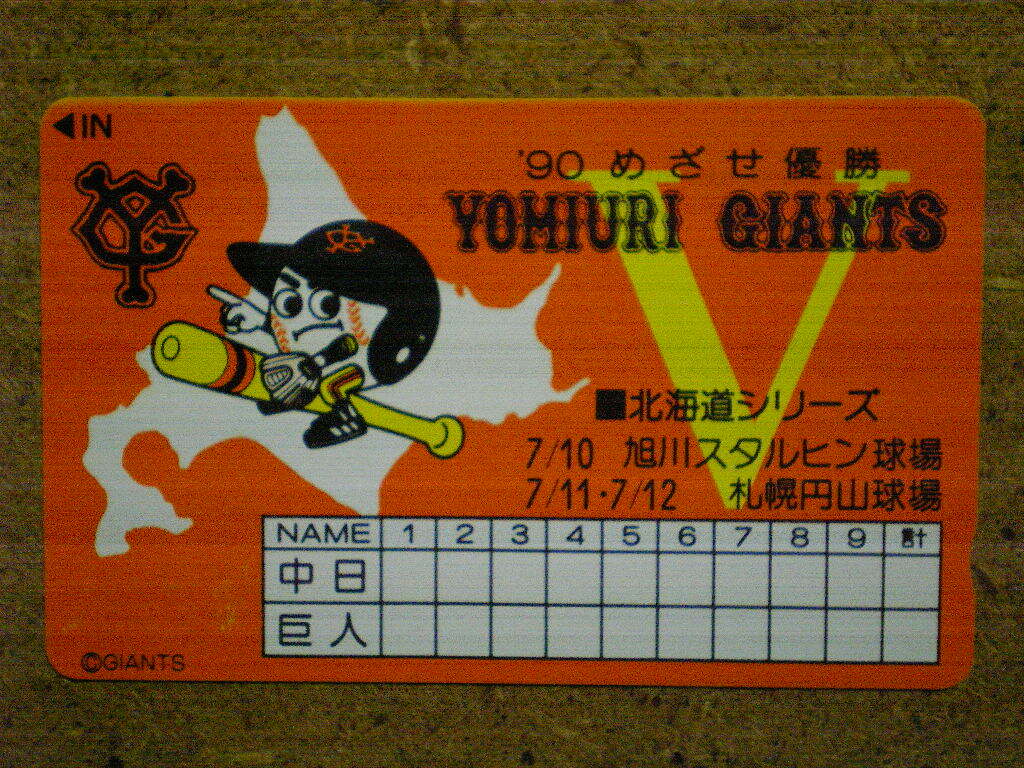 ◀IN
'90 めざせ優勝
YOMIURI GIANTS
V
YG
■北海道シリーズ
7/10 旭川スタルヒン球場
7/11・7/12 札幌円山球場
NAME 1 2 3 4 5 6 7 8 9 計
中日
巨人
©GIANTS